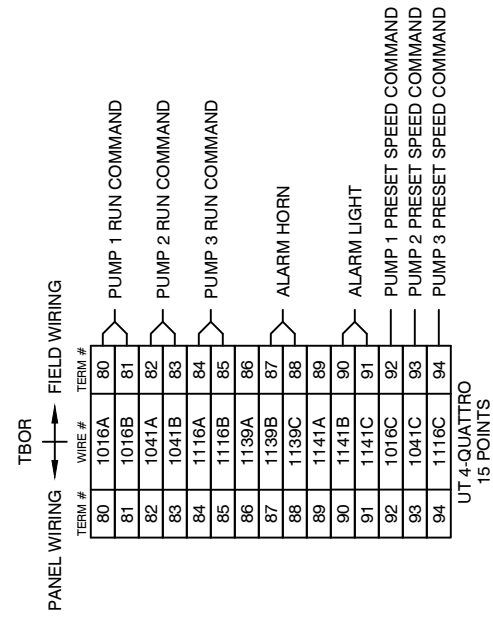 TBOR
PANEL WIRING FIELD WIRING
TERM # WIRE # TERM #
80 1016A 80
81 1016B 81
PUMP 1 RUN COMMAND
82 1041A 82
83 1041B 83
PUMP 2 RUN COMMAND
84 1116A 84
85 1116B 85
PUMP 3 RUN COMMAND
86 1139A 86
87 1139B 87
88 1139C 88
ALARM HORN
89 1141A 89
90 1141B 90
91 1141C 91
ALARM LIGHT
92 1016C 92 PUMP 1 PRESET SPEED COMMAND
93 1041C 93 PUMP 2 PRESET SPEED COMMAND
94 1116C 94 PUMP 3 PRESET SPEED COMMAND
UT 4-QUATTRO
15 POINTS